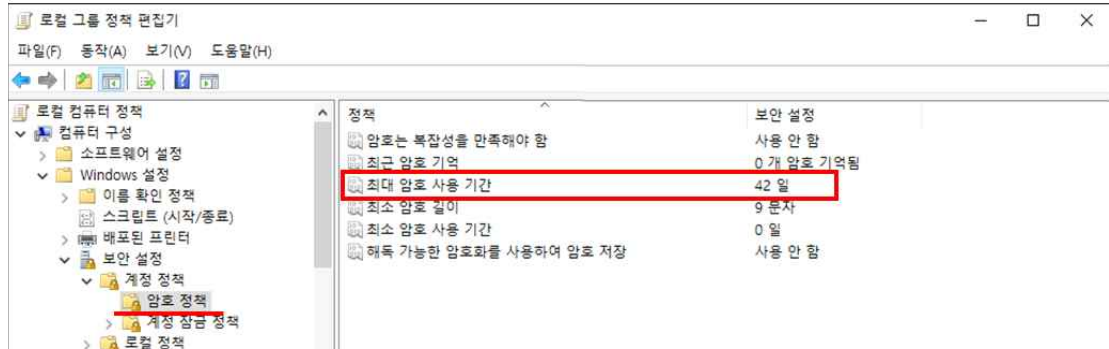 로컬 그룹 정책 편집기
파일(F) 동작(A) 보기(V) 도움말(H)
로컬 컴퓨터 정책
컴퓨터 구성
소프트웨어 설정
Windows 설정
이름 확인 정책
스크립트 (시작/종료)
배포된 프린터
보안 설정
계정 정책
암호 정책
계정 잠금 정책
로컬 정책
정책 보안 설정
암호는 복잡성을 만족해야 함 사용 안 함
최근 암호 기억 0 개 암호 기억됨
최대 암호 사용 기간 42 일
최소 암호 길이 9 문자
최소 암호 사용 기간 0 일
해독 가능한 암호화를 사용하여 암호 저장 사용 안 함